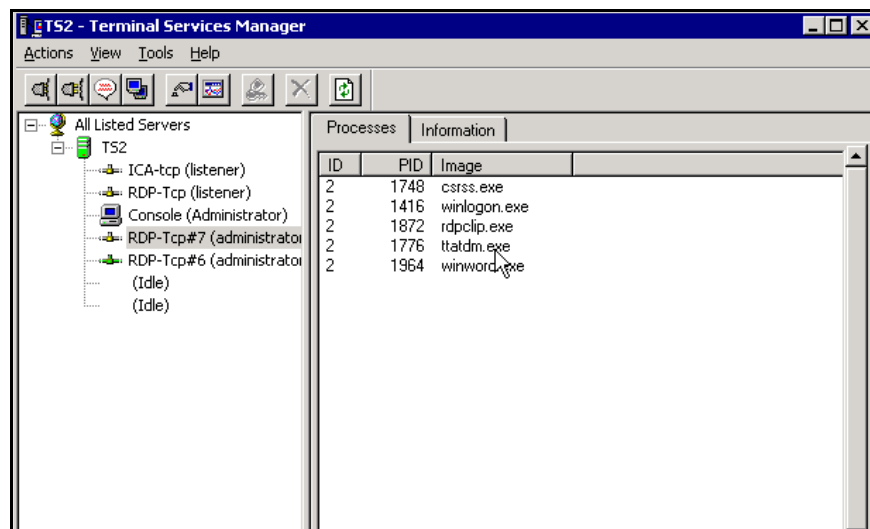 TS2 - Terminal Services Manager
Actions View Tools Help
All Listed Servers
TS2
ICA-tcp (listener)
RDP-Tcp (listener)
Console (Administrator)
RDP-Tcp#7 (administrator
RDP-Tcp#6 (administrator
(Idle)
(Idle)
Processes Information
ID PID Image
2 1748 csrss.exe
2 1416 winlogon.exe
2 1872 rdpclip.exe
2 1776 ttatdm.exe
2 1964 winword.exe